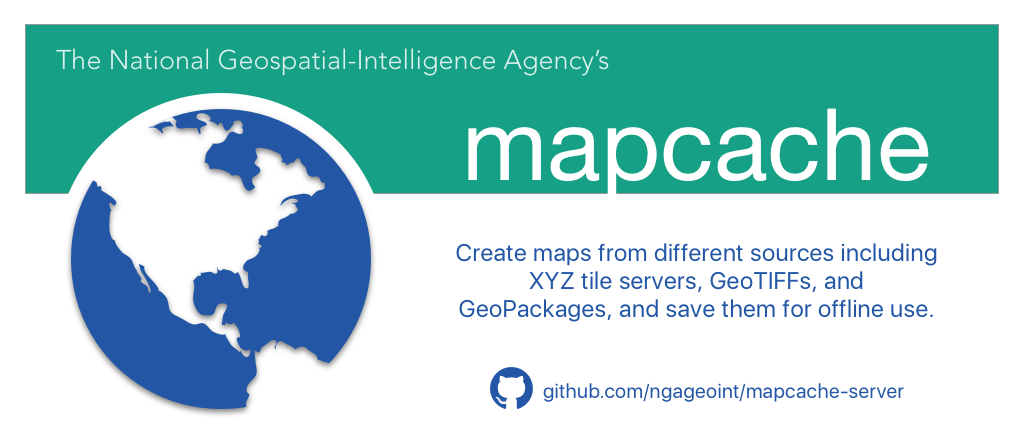 The National Geospatial-Intelligence Agency’s
mapcache
Create maps from different sources including
XYZ tile servers, GeoTIFFs, and
GeoPackages, and save them for offline use.
github.com/ngageoint/mapcache-server